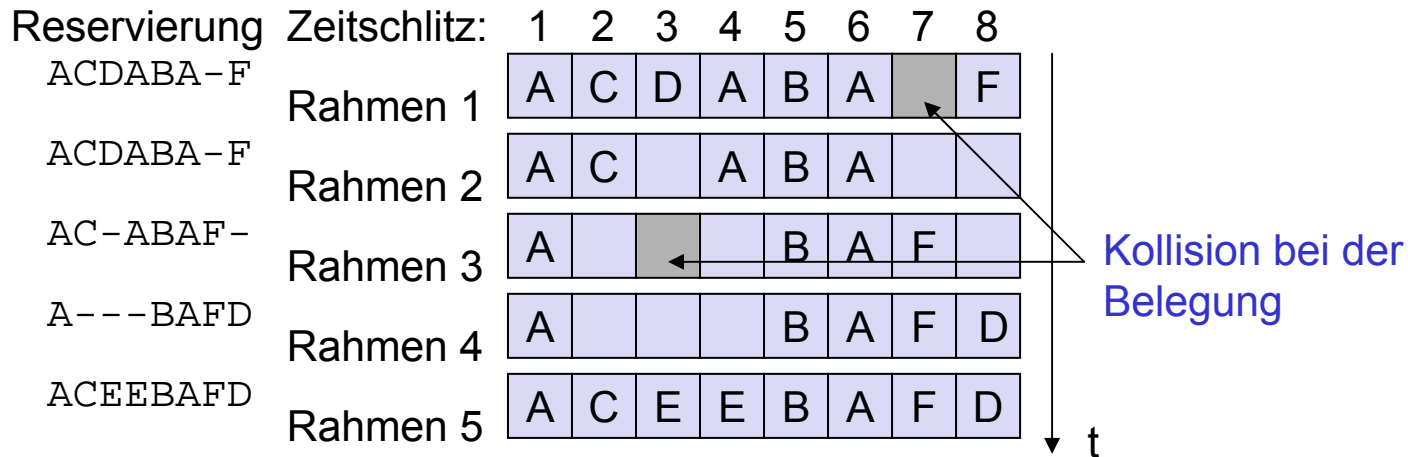 Reservierung Zeitschlitz: 1 2 3 4 5 6 7 8
ACDABA-F
Rahmen 1 A C D A B A F
ACDABA-F
Rahmen 2 A C A B A
AC-ABAF-
Rahmen 3 A B A F
Kollision bei der
Belegung
A---BAFD
Rahmen 4 A B A F D
ACEEBAFD
Rahmen 5 A C E E B A F D
t